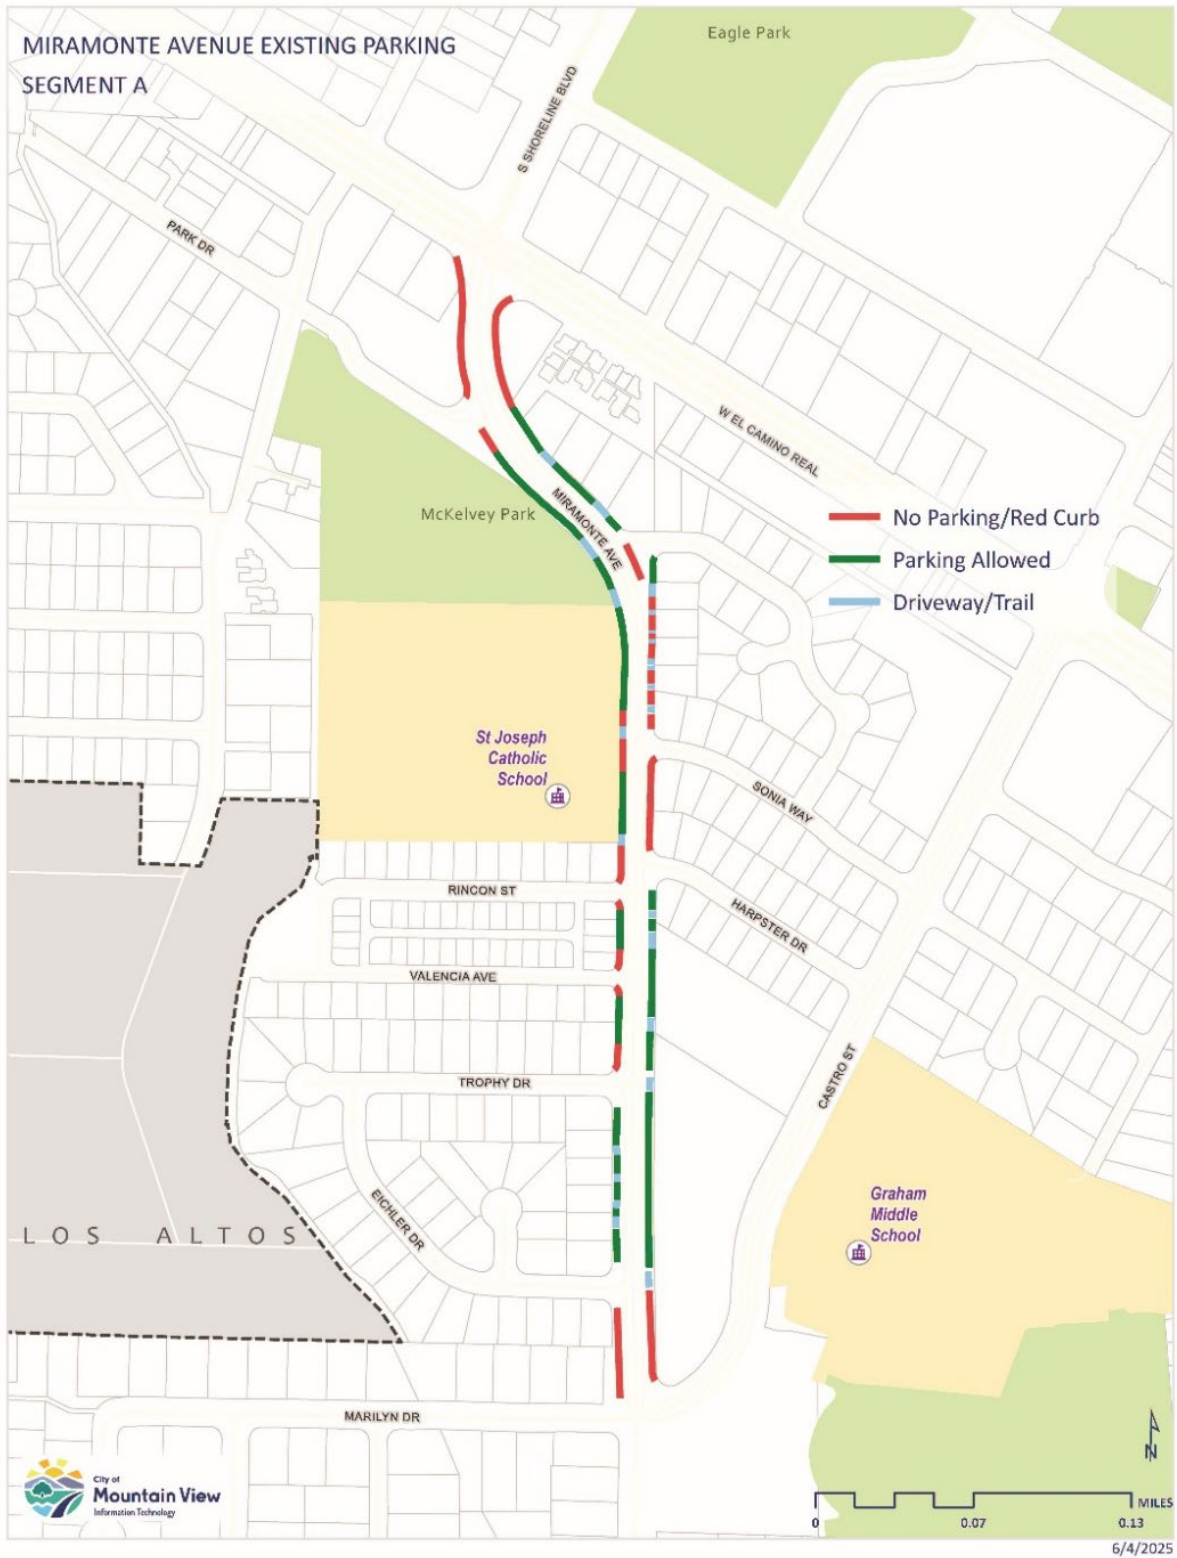 MIRAMONTE AVENUE EXISTING PARKING
SEGMENT A
Eagle Park
S SHORELINE BLVD
PARK DR
W EL CAMINO REAL
McKelvey Park
MIRAMONTE AVE
No Parking/Red Curb
Parking Allowed
Driveway/Trail
St Joseph
Catholic
School
SONIA WAY
RINCON ST
HARPSTER DR
VALENCIA AVE
TROPHY DR
CASTRO ST
EICHLER DR
Graham
Middle
School
LOS ALTOS
MARILYN DR
City of
Mountain View
Information Technology
N
MILES
0
0.07
0.13
6/4/2025